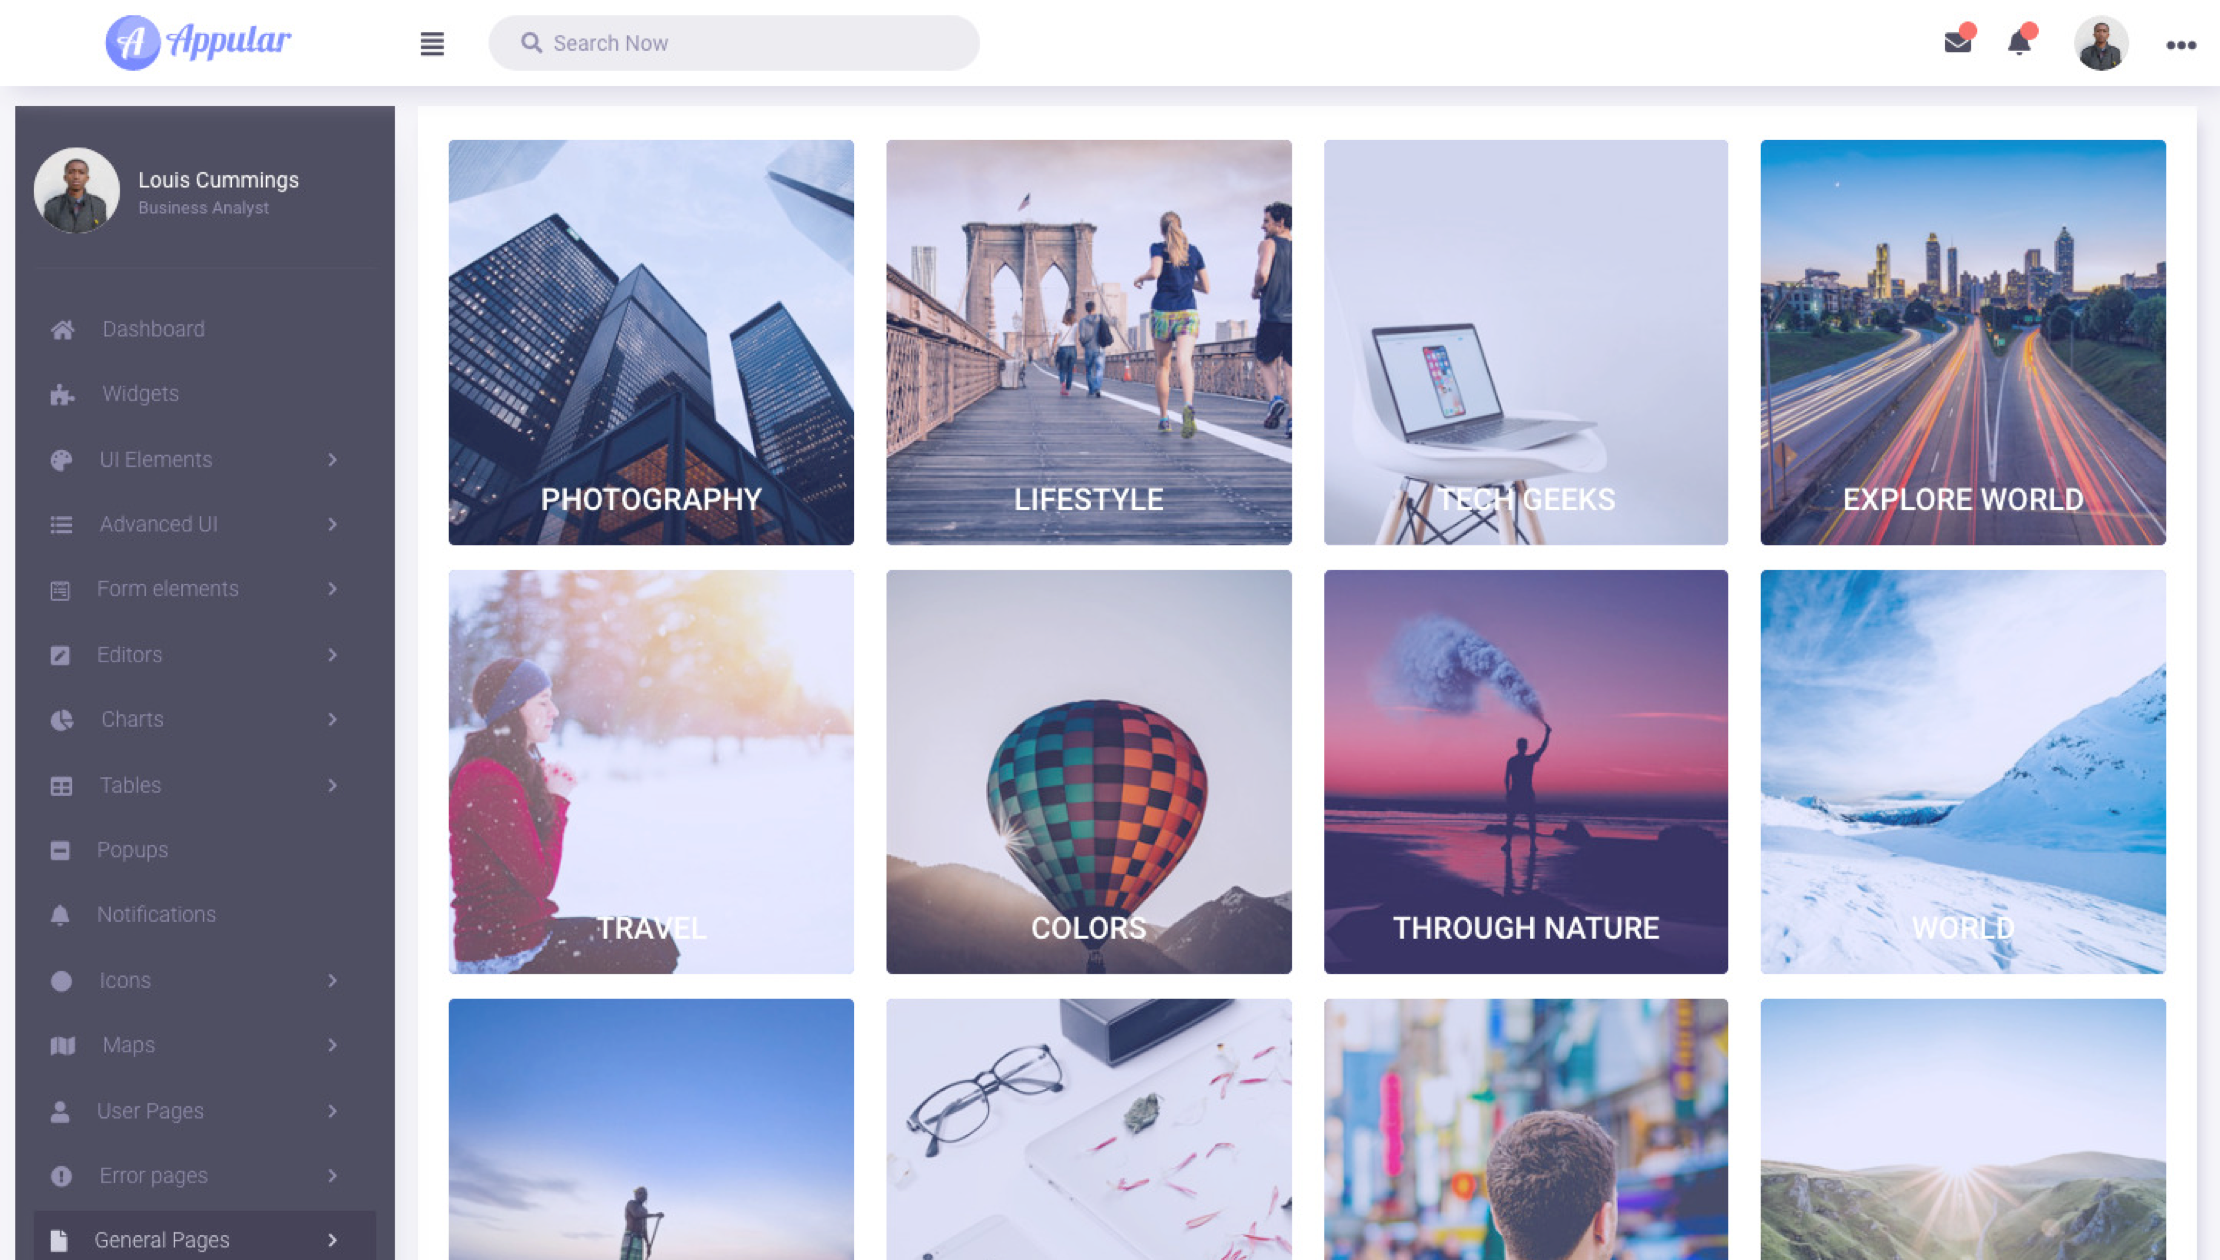 Appular
Search Now
Louis Cummings
Business Analyst
Dashboard
Widgets
UI Elements
Advanced UI
Form elements
Editors
Charts
Tables
Popups
Notifications
Icons
Maps
User Pages
Error pages
General Pages
PHOTOGRAPHY
LIFESTYLE
TECH GEEKS
EXPLORE WORLD
TRAVEL
COLORS
THROUGH NATURE
WORLD